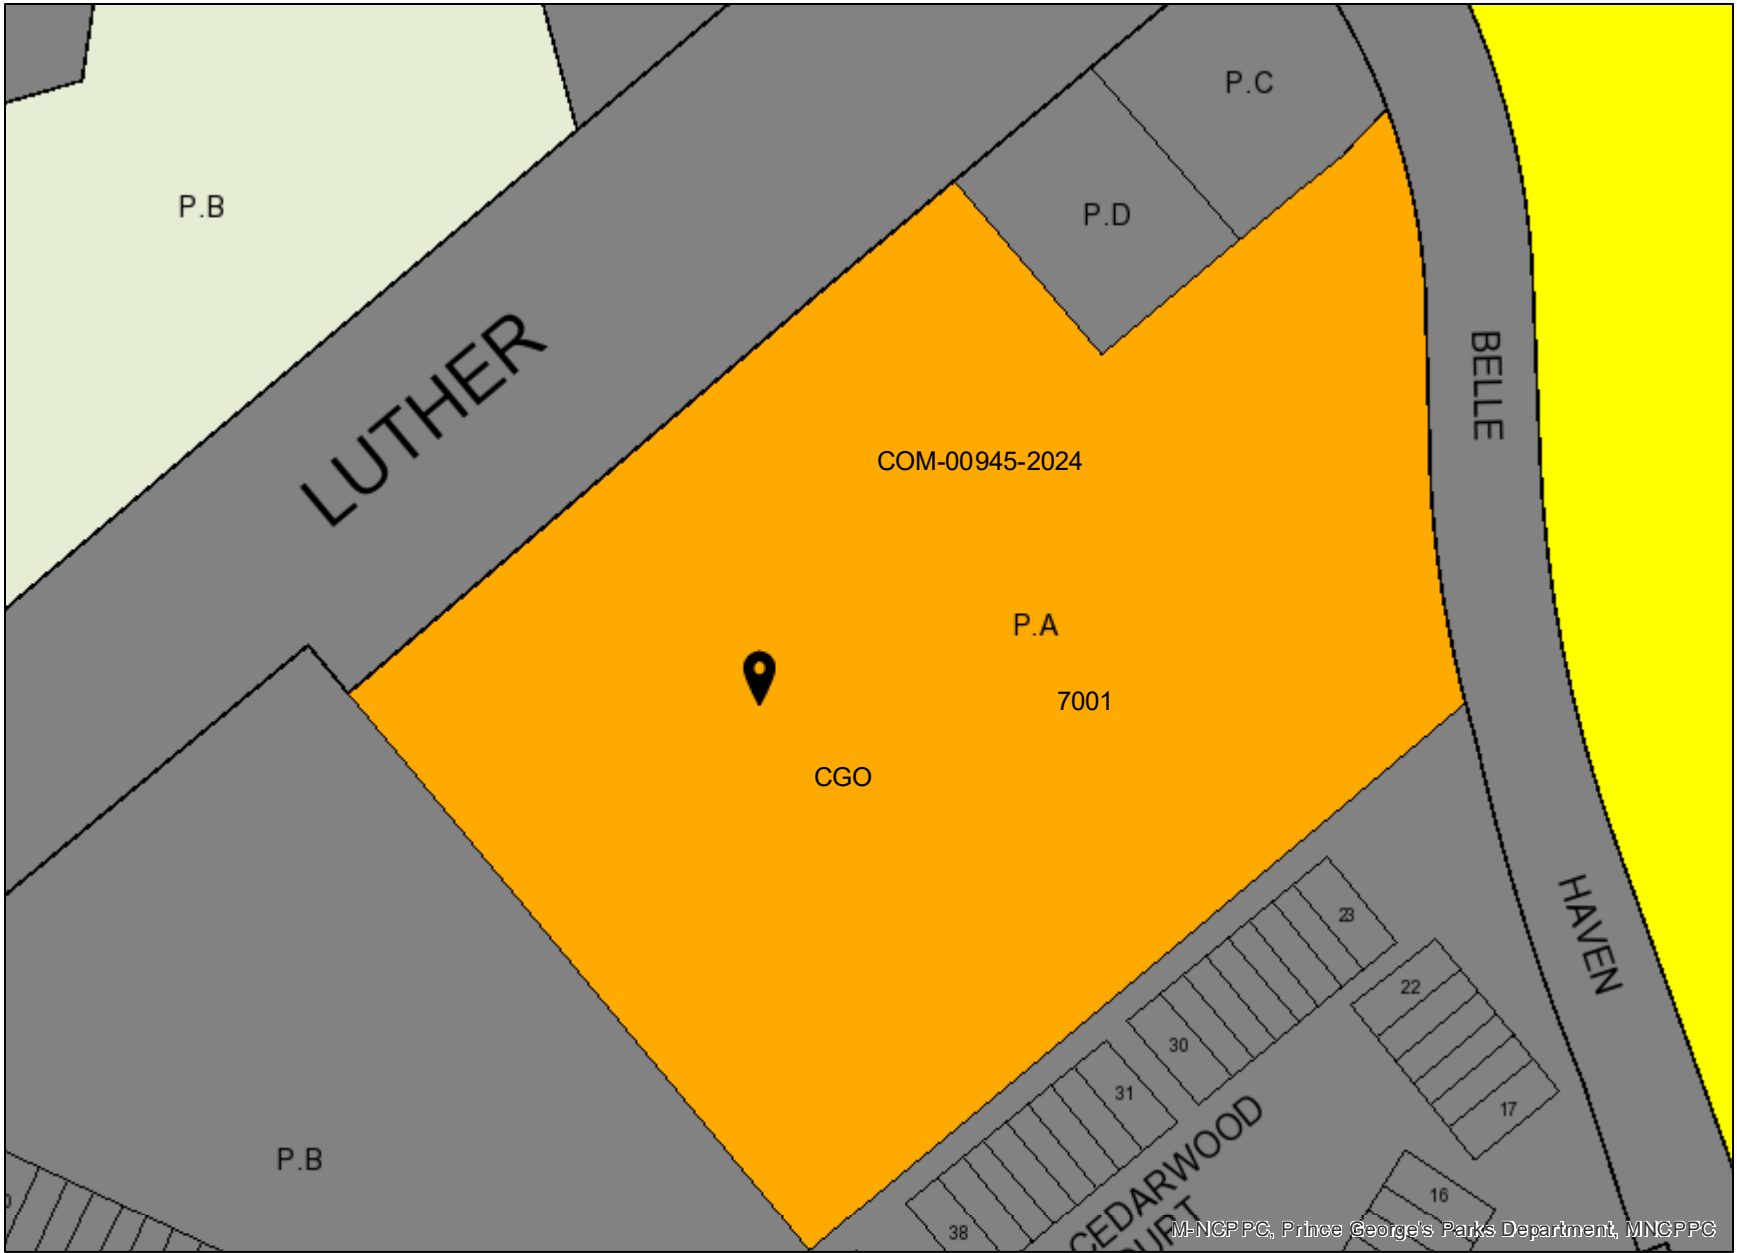 P.C
P.B
P.D
LUTHER
BELLE
COM-00945-2024
P.A
7001
CGO
HAVEN
23
22
30
31
17
P.B
CEDARWOOD
16
38
M-NCPPC, Prince George's Parks Department, MNCPPC